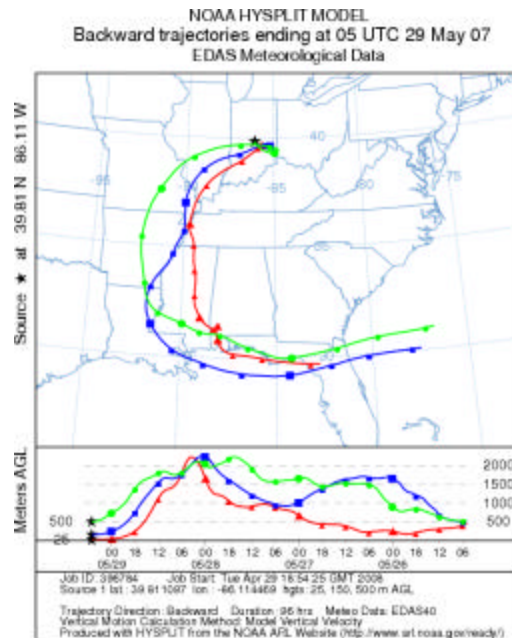 NOAA HYSPLIT MODEL
Backward trajectories ending at 05 UTC 29 May 07
EDAS Meteorological Data
Source ★ at 39.81 N 86.11 W
40
-95
-85
-80
-75
30
Meters AGL
2000
1500
1000
500
500
25
00 18 12 06 00 18 12 06 00 18 12 06 00 18 12 06
05/29 05/28 05/27 05/26
Job ID: 396784 Job Start: Tue Apr 29 16:54:25 GMT 2008
Source 1 lat.: 39.811097 lon.: -86.114469 hgts: 25, 150, 500 m AGL
Trajectory Direction: Backward Duration: 96 hrs Meteo Data: EDAS40
Vertical Motion Calculation Method: Model Vertical Velocity
Produced with HYSPLIT from the NOAA ARL Website (http://www.arl.noaa.gov/ready/)